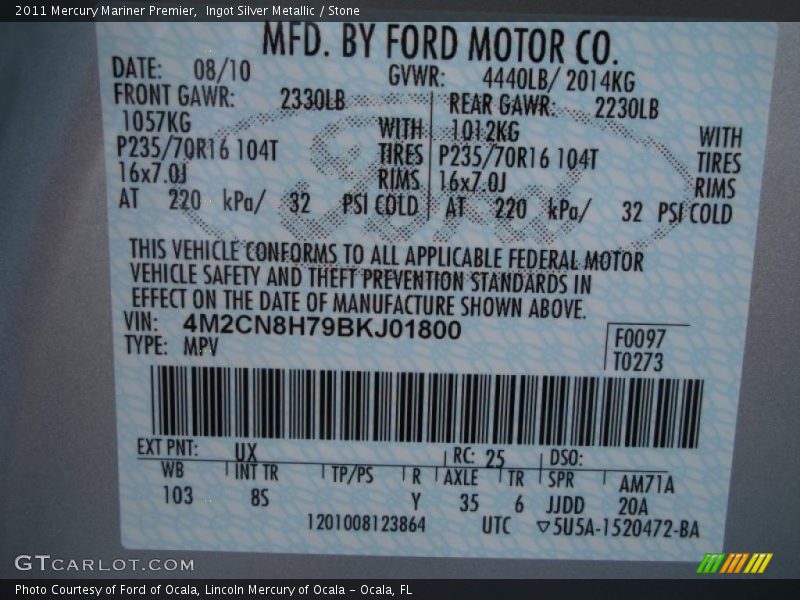 2011 Mercury Mariner Premier, Ingot Silver Metallic / Stone
MFD. BY FORD MOTOR CO.
DATE: 08/10 GVWR: 4440LB/ 2014KG
FRONT GAWR: 2330LB REAR GAWR: 2230LB
1057KG WITH 1012KG WITH
P235/70R16 104T TIRES P235/70R16 104T TIRES
16x7.0J RIMS 16x7.0J RIMS
AT 220 kPa/ 32 PSI COLD AT 220 kPa/ 32 PSI COLD
THIS VEHICLE CONFORMS TO ALL APPLICABLE FEDERAL MOTOR
VEHICLE SAFETY AND THEFT PREVENTION STANDARDS IN
EFFECT ON THE DATE OF MANUFACTURE SHOWN ABOVE.
VIN: 4M2CN8H79BKJ01800
TYPE: MPV
F0097
T0273
EXT PNT: UX RC: 25 DSO:
WB INT TR TP/PS R AXLE TR SPR AM71A
103 8S Y 35 6 JJDD 20A
1201008123864 UTC ▽5U5A-1520472-BA
GTCARLOT.COM
Photo Courtesy of Ford of Ocala, Lincoln Mercury of Ocala – Ocala, FL